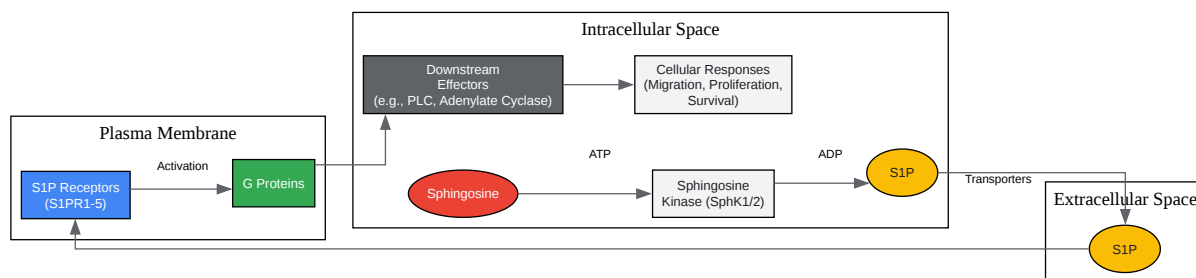 Intracellular Space
Downstream
Effectors
(e.g., PLC, Adenylate Cyclase)
Cellular Responses
(Migration, Proliferation,
Survival)
Plasma Membrane
Activation
S1P Receptors
(S1PR1-5)
G Proteins
ATP
ADP
Sphingosine
Sphingosine
Kinase (SphK1/2)
S1P
Transporters
Extracellular Space
S1P